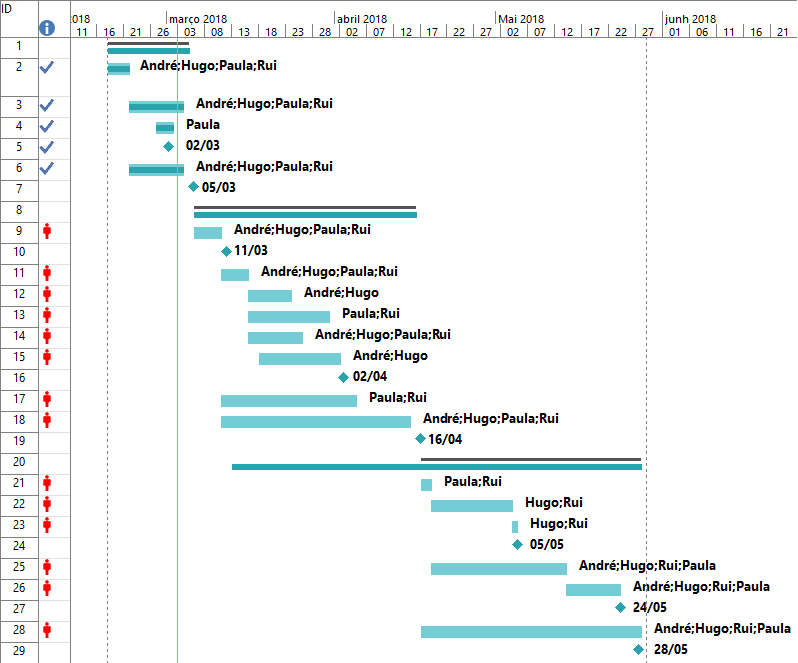 ID 2018 março 2018 abril 2018 Mai 2018 junh 2018
11 16 21 26 03 08 13 18 23 28 02 07 12 17 22 27 02 07 12 17 22 27 01 06 11 16 21
1
2 André;Hugo;Paula;Rui
3 André;Hugo;Paula;Rui
4 Paula
5 02/03
6 André;Hugo;Paula;Rui
7 05/03
8
9 André;Hugo;Paula;Rui
10 11/03
11 André;Hugo;Paula;Rui
12 André;Hugo
13 Paula;Rui
14 André;Hugo;Paula;Rui
15 André;Hugo
16 02/04
17 Paula;Rui
18 André;Hugo;Paula;Rui
19 16/04
20
21 Paula;Rui
22 Hugo;Rui
23 Hugo;Rui
24 05/05
25 André;Hugo;Rui;Paula
26 André;Hugo;Rui;Paula
27 24/05
28 André;Hugo;Rui;Paula
29 28/05